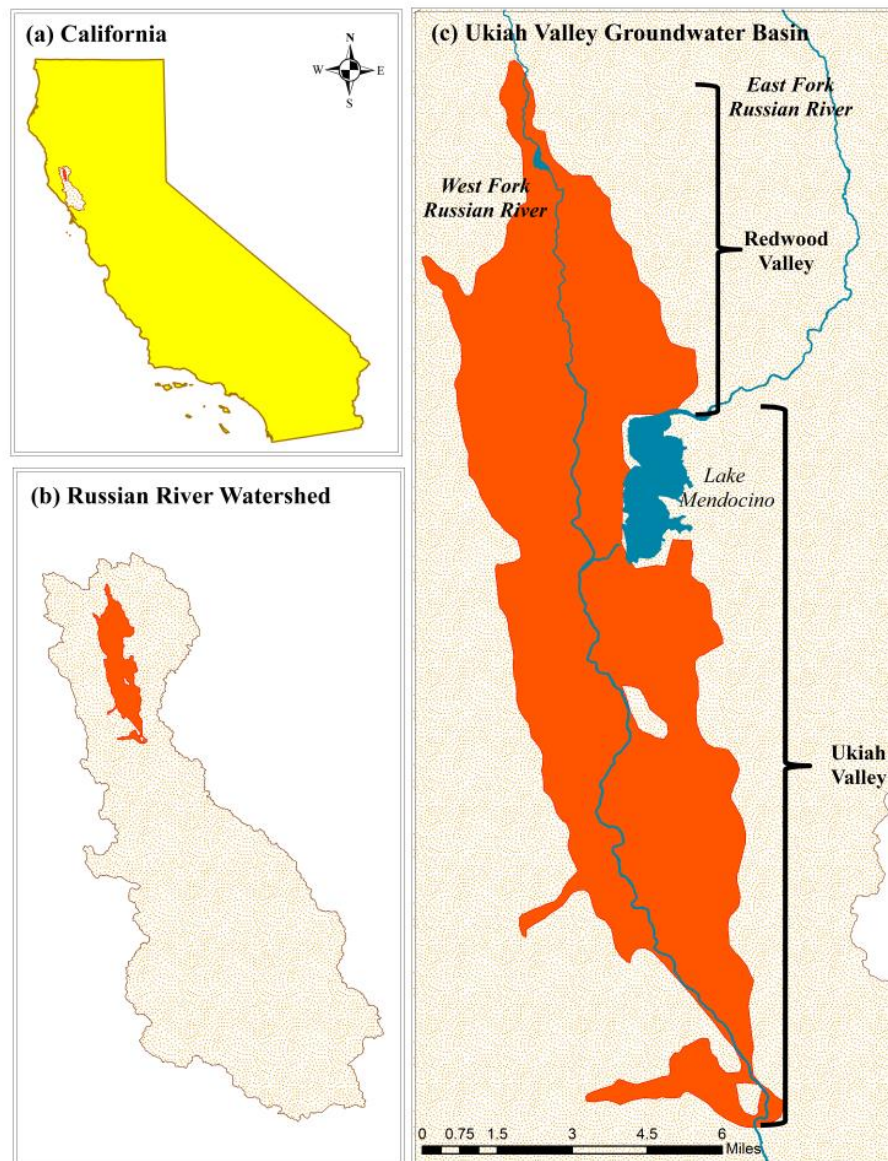 (a) California
N
W E
S
(b) Russian River Watershed
(c) Ukiah Valley Groundwater Basin
East Fork
Russian River
West Fork
Russian River
Redwood
Valley
Lake
Mendocino
Ukiah
Valley
0 0.75 1.5 3 4.5 6
Miles